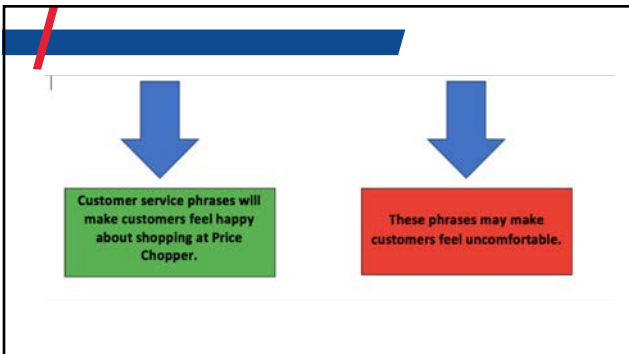 Customer service phrases will
make customers feel happy
about shopping at Price
Chopper.
These phrases may make
customers feel uncomfortable.